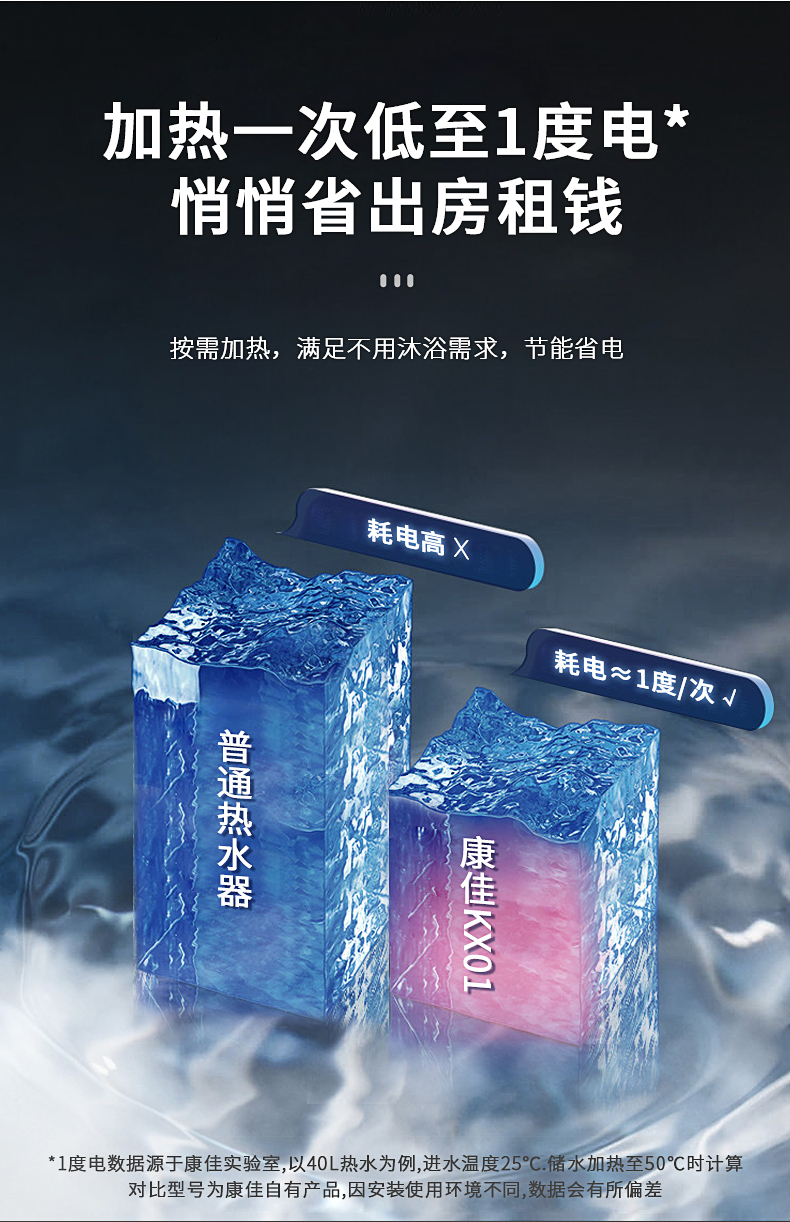 加热一次低至1度电*
悄悄省出房租钱
按需加热，满足不用沐浴需求，节能省电
耗电高 X
耗电≈1度/次 √
普通热水器
康佳KX01
*1度电数据源于康佳实验室,以40L热水为例,进水温度25℃.储水加热至50℃时计算
对比型号为康佳自有产品,因安装使用环境不同,数据会有所偏差